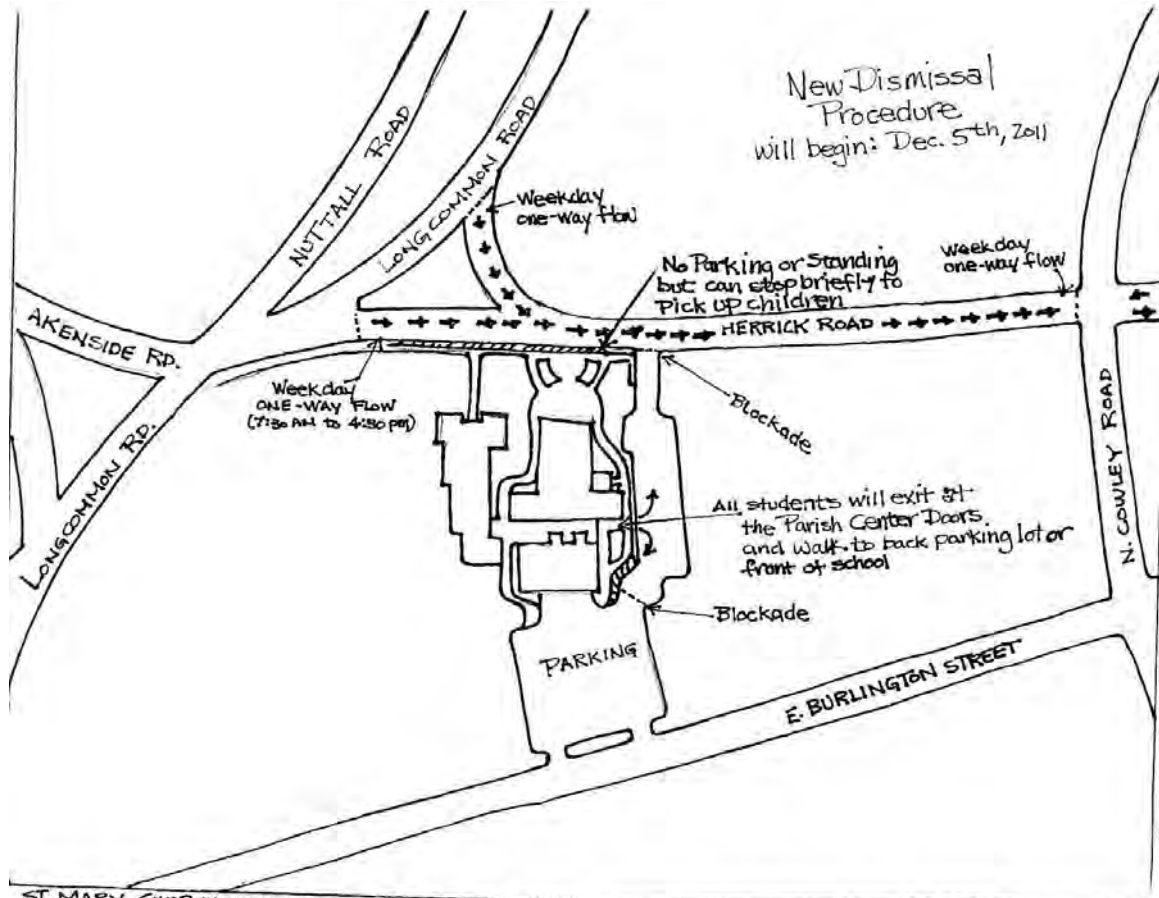 New Dismissal
Procedure
will begin: Dec. 5th, 2011
NUTTALL ROAD
LONGCOMMON ROAD
Weekday
one-way flow
No Parking or Standing
but can stop briefly to
Pick up children
Weekday
one-way flow
HERRICK ROAD
AKENSIDE RD.
Weekday
ONE-WAY FLOW
(7:30 AM to 4:30 pm)
Blockade
LONGCOMMON RD.
N. COWLEY ROAD
All students will exit at
the Parish Center Doors.
and walk to back parking lot or
front of school
Blockade
PARKING
E. BURLINGTON STREET
ST. MARY